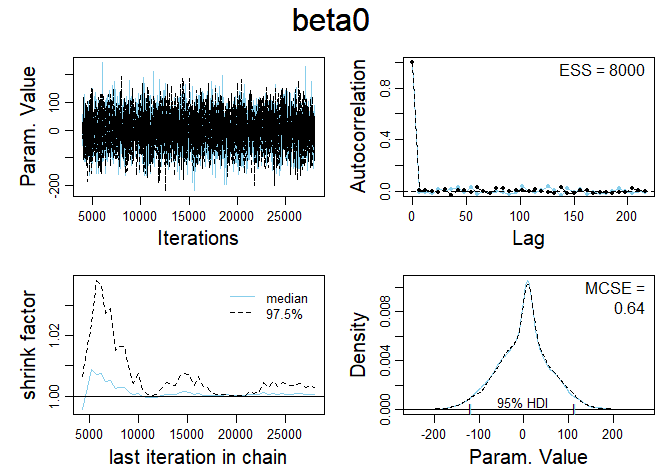 beta0
Param. Value
100
0
-200
5000 10000 15000 20000 25000
Iterations
Autocorrelation
0.8
0.4
0.0
ESS = 8000
0 50 100 150 200
Lag
shrink factor
1.02
1.00
median
97.5%
5000 10000 15000 20000 25000
last iteration in chain
Density
0.008
0.004
0.000
MCSE =
0.64
95% HDI
-200 -100 0 100 200
Param. Value